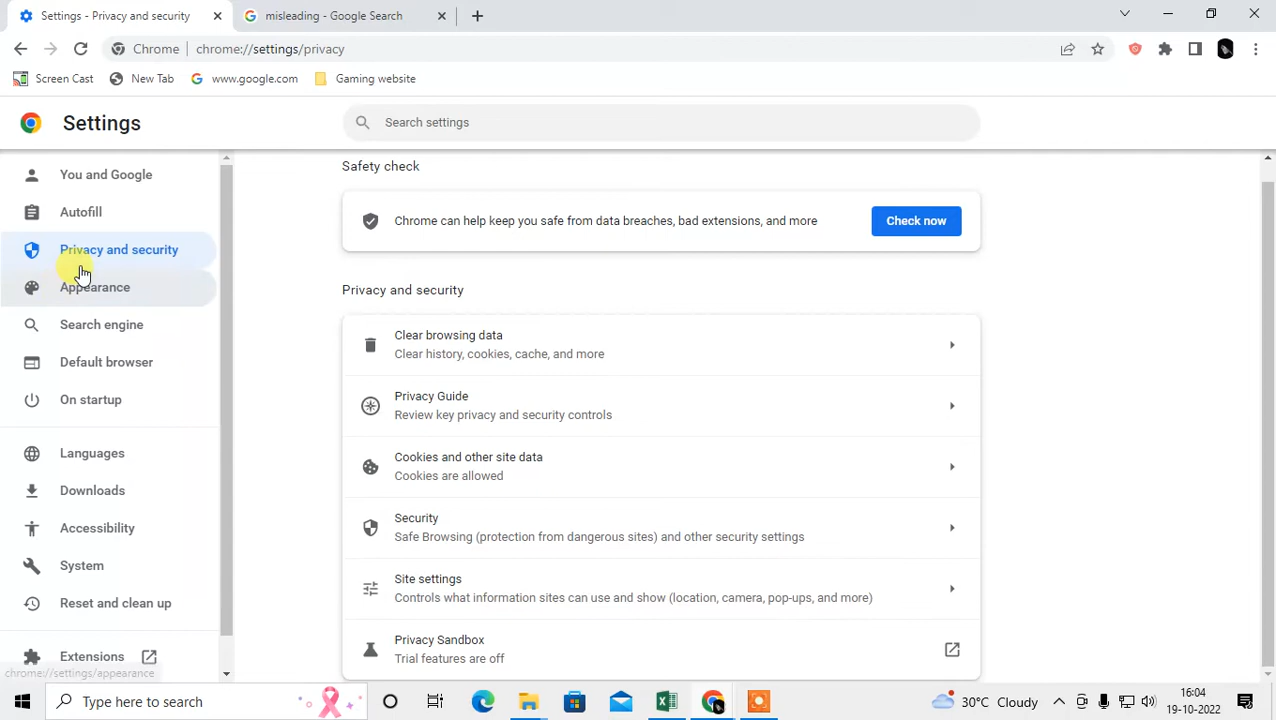 Settings - Privacy and security
misleading - Google Search
Chrome
chrome://settings/privacy
Screen Cast
New Tab
www.google.com
Gaming website
Settings
Search settings
You and Google
Autofill
Privacy and security
Appearance
Search engine
Default browser
On startup
Languages
Downloads
Accessibility
System
Reset and clean up
Extensions
chrome://settings/appearance
Safety check
Chrome can help keep you safe from data breaches, bad extensions, and more
Check now
Privacy and security
Clear browsing data
Clear history, cookies, cache, and more
Privacy Guide
Review key privacy and security controls
Cookies and other site data
Cookies are allowed
Security
Safe Browsing (protection from dangerous sites) and other security settings
Site settings
Controls what information sites can use and show (location, camera, pop-ups, and more)
Privacy Sandbox
Trial features are off
Type here to search
30°C Cloudy
16:04
19-10-2022